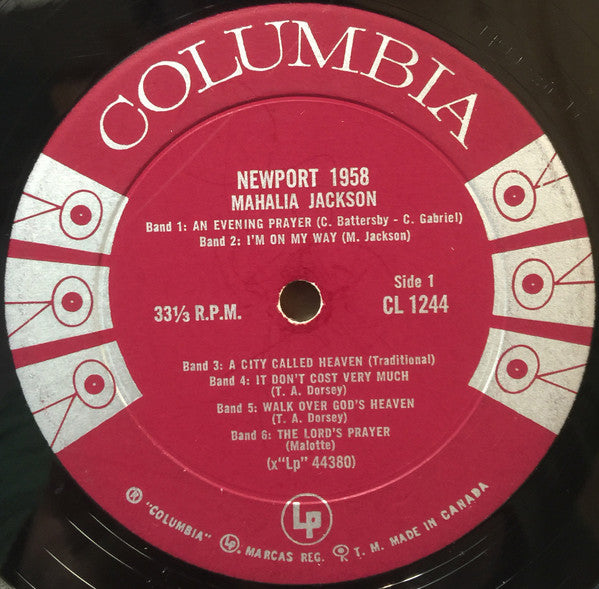 COLUMBIA
NEWPORT 1958
MAHALIA JACKSON
Band 1: AN EVENING PRAYER (C. Battersby - C. Gabriel)
Band 2: I'M ON MY WAY (M. Jackson)
Side 1
33⅓ R.P.M.
CL 1244
Band 3: A CITY CALLED HEAVEN (Traditional)
Band 4: IT DON'T COST VERY MUCH
(T. A. Dorsey)
Band 5: WALK OVER GOD'S HEAVEN
(T. A. Dorsey)
Band 6: THE LORD'S PRAYER
(Malotte)
(x"Lp" 44380)
Lp
® "COLUMBIA" Lp. MARCAS REG. T. M. MADE IN CANADA